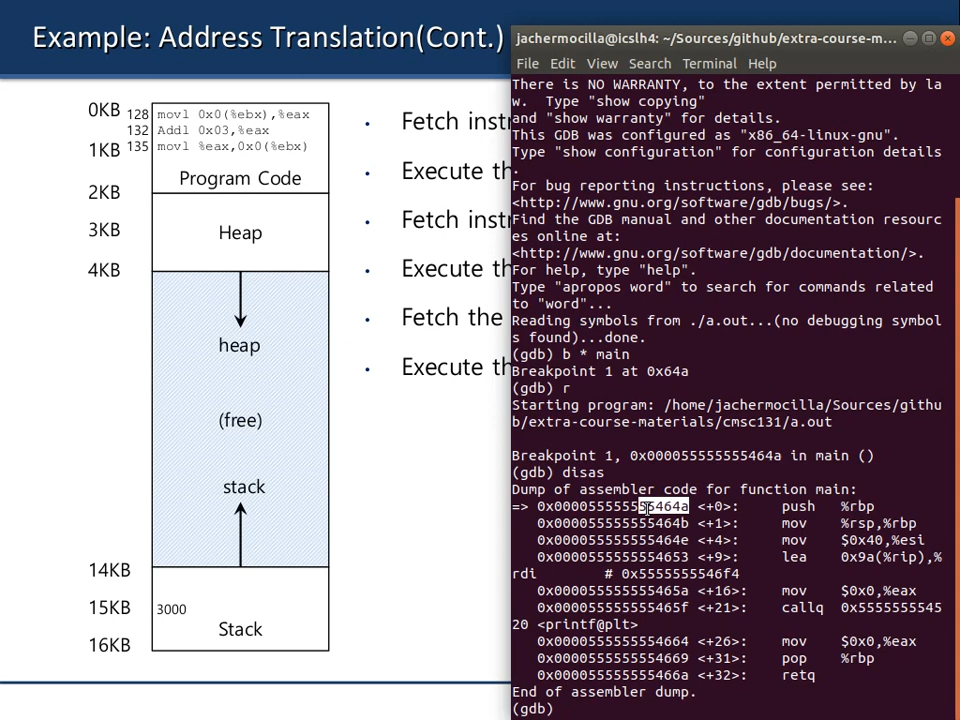 Example: Address Translation(Cont.)
0KB
128 movl 0x0(%ebx),%eax
132 Addl 0x03,%eax
1KB
135 movl %eax,0x0(%ebx)
Program Code
2KB
3KB
Heap
4KB
heap
(free)
stack
14KB
15KB
3000
Stack
16KB
• Fetch inst
• Execute th
• Fetch inst
• Execute th
• Fetch the
• Execute th
jachermocilla@icslh4: ~/Sources/github/extra-course-m...
File Edit View Search Terminal Help
There is NO WARRANTY, to the extent permitted by la
w.  Type "show copying"
and "show warranty" for details.
This GDB was configured as "x86_64-linux-gnu".
Type "show configuration" for configuration details
.
For bug reporting instructions, please see:
<http://www.gnu.org/software/gdb/bugs/>.
Find the GDB manual and other documentation resourc
es online at:
<http://www.gnu.org/software/gdb/documentation/>.
For help, type "help".
Type "apropos word" to search for commands related
to "word"...
Reading symbols from ./a.out...(no debugging symbol
s found)...done.
(gdb) b * main
Breakpoint 1 at 0x64a
(gdb) r
Starting program: /home/jachermocilla/Sources/githu
b/extra-course-materials/cmsc131/a.out
Breakpoint 1, 0x000055555555464a in main ()
(gdb) disas
Dump of assembler code for function main:
=> 0x000055555555464a <+0>: push %rbp
0x000055555555464b <+1>: mov %rsp,%rbp
0x000055555555464e <+4>: mov $0x40,%esi
0x0000555555554653 <+9>: lea 0x9a(%rip),%
rdi # 0x5555555546f4
0x000055555555465a <+16>: mov $0x0,%eax
0x000055555555465f <+21>: callq 0x5555555545
20 <printf@plt>
0x0000555555554664 <+26>: mov $0x0,%eax
0x0000555555554669 <+31>: pop %rbp
0x000055555555466a <+32>: retq
End of assembler dump.
(gdb)